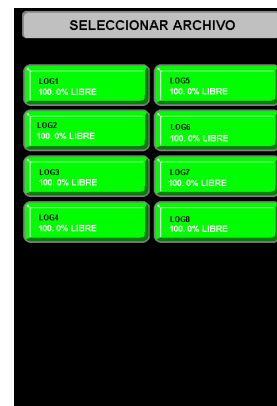 SELECCIONAR ARCHIVO
LOG1
100. 0% LIBRE
LOG5
100. 0% LIBRE
LOG2
100. 0% LIBRE
LOG6
100. 0% LIBRE
LOG3
100. 0% LIBRE
LOG7
100. 0% LIBRE
LOG4
100. 0% LIBRE
LOG8
100. 0% LIBRE